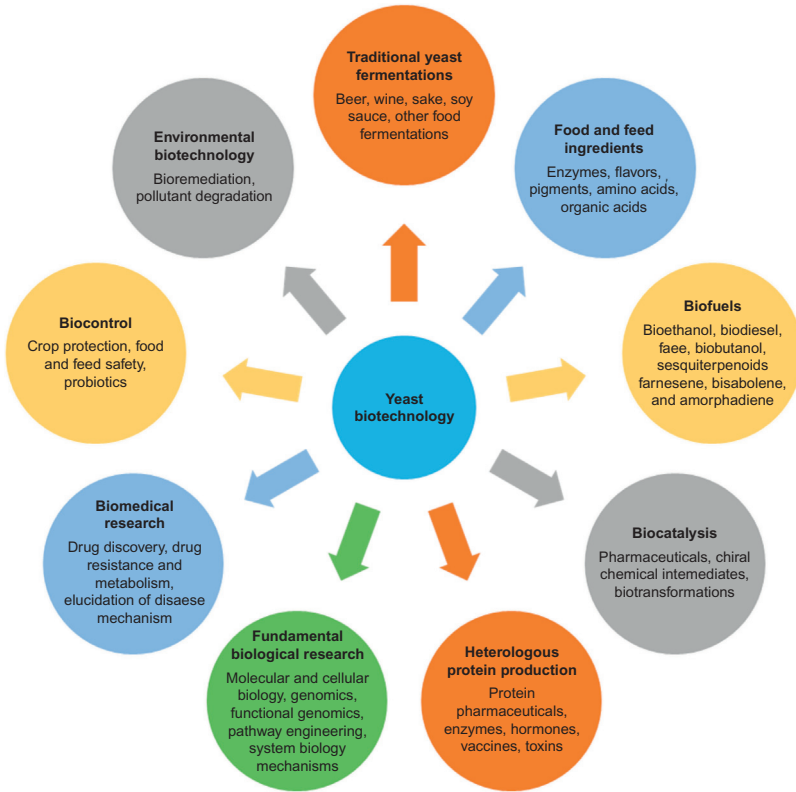 Traditional yeast
fermentations
Beer, wine, sake, soy
sauce, other food
fermentations
Food and feed
ingredients
Enzymes, flavors,
pigments, amino acids,
organic acids
Biofuels
Bioethanol, biodiesel,
faee, biobutanol,
sesquiterpenoids
farnesene, bisabolene,
and amorphadiene
Biocatalysis
Pharmaceuticals, chiral
chemical intemediates,
biotransformations
Heterologous
protein production
Protein
pharmaceuticals,
enzymes, hormones,
vaccines, toxins
Fundamental
biological research
Molecular and cellular
biology, genomics,
functional genomics,
pathway engineering,
system biology
mechanisms
Biomedical
research
Drug discovery, drug
resistance and
metabolism,
elucidation of disaese
mechanism
Biocontrol
Crop protection, food
and feed safety,
probiotics
Environmental
biotechnology
Bioremediation,
pollutant degradation
Yeast
biotechnology